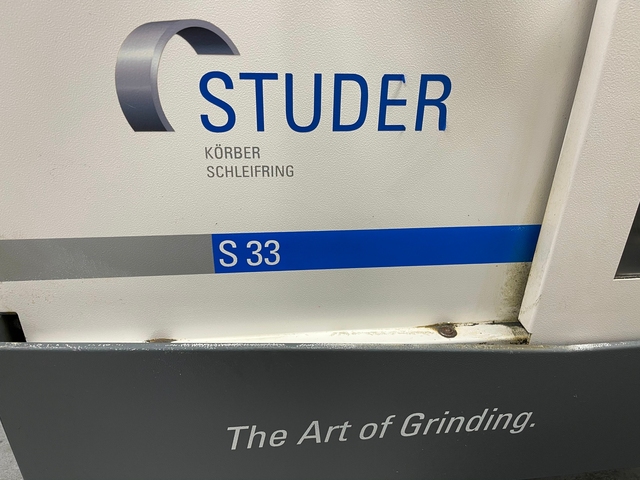 STUDER
KÖRBER
SCHLEIFRING
S 33
The Art of Grinding.